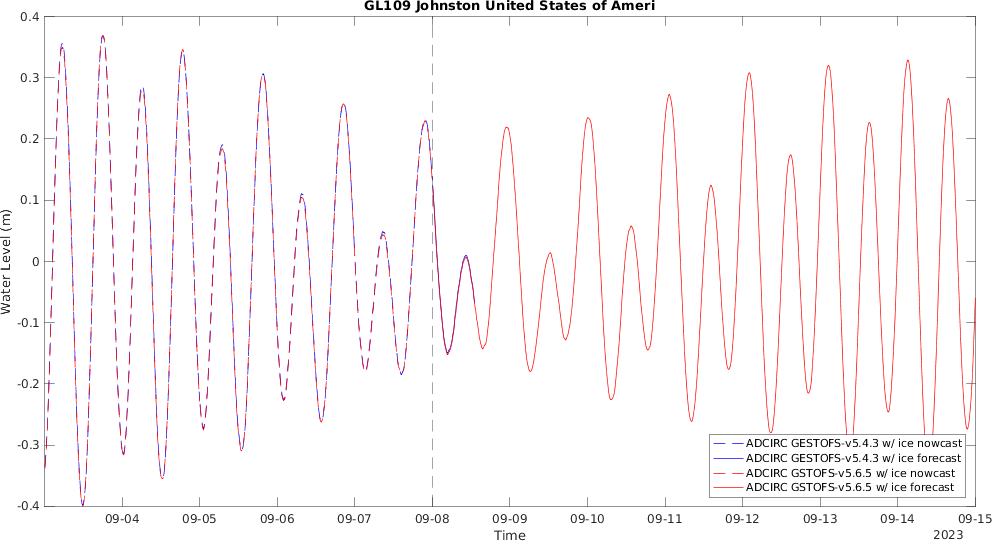 GL109 Johnston United States of Ameri
0.4
0.3
0.2
0.1
0
-0.1
-0.2
-0.3
-0.4
Water Level (m)
ADCIRC GESTOFS-v5.4.3 w/ ice nowcast
ADCIRC GESTOFS-v5.4.3 w/ ice forecast
ADCIRC GSTOFS-v5.6.5 w/ ice nowcast
ADCIRC GSTOFS-v5.6.5 w/ ice forecast
09-04 09-05 09-06 09-07 09-08 09-09 09-10 09-11 09-12 09-13 09-14 09-15
Time
2023